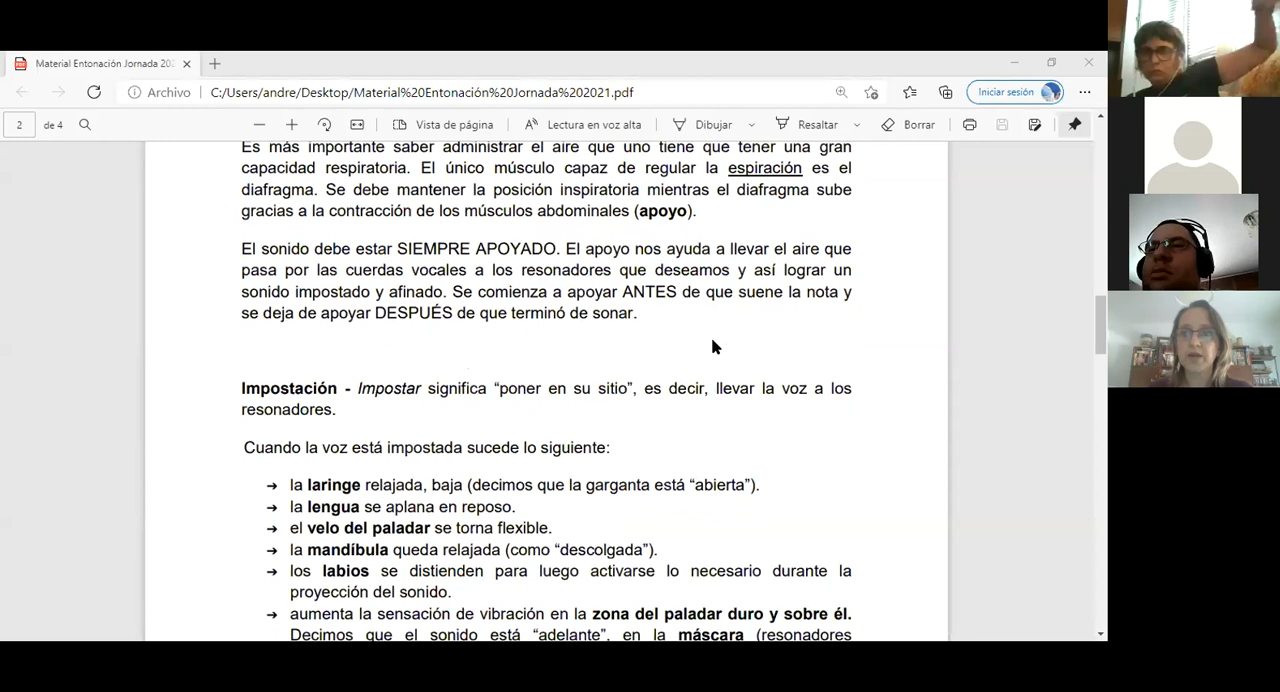 Material Entonación Jornada 202
Archivo
C:/Users/andre/Desktop/Material%20Entonación%20Jornada%202021.pdf
Iniciar sesión
2 de 4
Vista de página
Lectura en voz alta
Dibujar
Resaltar
Borrar
Es más importante saber administrar el aire que uno tiene que tener una gran
capacidad respiratoria. El único músculo capaz de regular la espiración es el
diafragma. Se debe mantener la posición inspiratoria mientras el diafragma sube
gracias a la contracción de los músculos abdominales (apoyo).
El sonido debe estar SIEMPRE APOYADO. El apoyo nos ayuda a llevar el aire que
pasa por las cuerdas vocales a los resonadores que deseamos y así lograr un
sonido impostado y afinado. Se comienza a apoyar ANTES de que suene la nota y
se deja de apoyar DESPUÉS de que terminó de sonar.
Impostación - Impostar significa “poner en su sitio”, es decir, llevar la voz a los
resonadores.
Cuando la voz está impostada sucede lo siguiente:
➔ la laringe relajada, baja (decimos que la garganta está “abierta”).
➔ la lengua se aplana en reposo.
➔ el velo del paladar se torna flexible.
➔ la mandíbula queda relajada (como “descolgada”).
➔ los labios se distienden para luego activarse lo necesario durante la
proyección del sonido.
➔ aumenta la sensación de vibración en la zona del paladar duro y sobre él.
Decimos que el sonido está “adelante”, en la máscara (resonadores